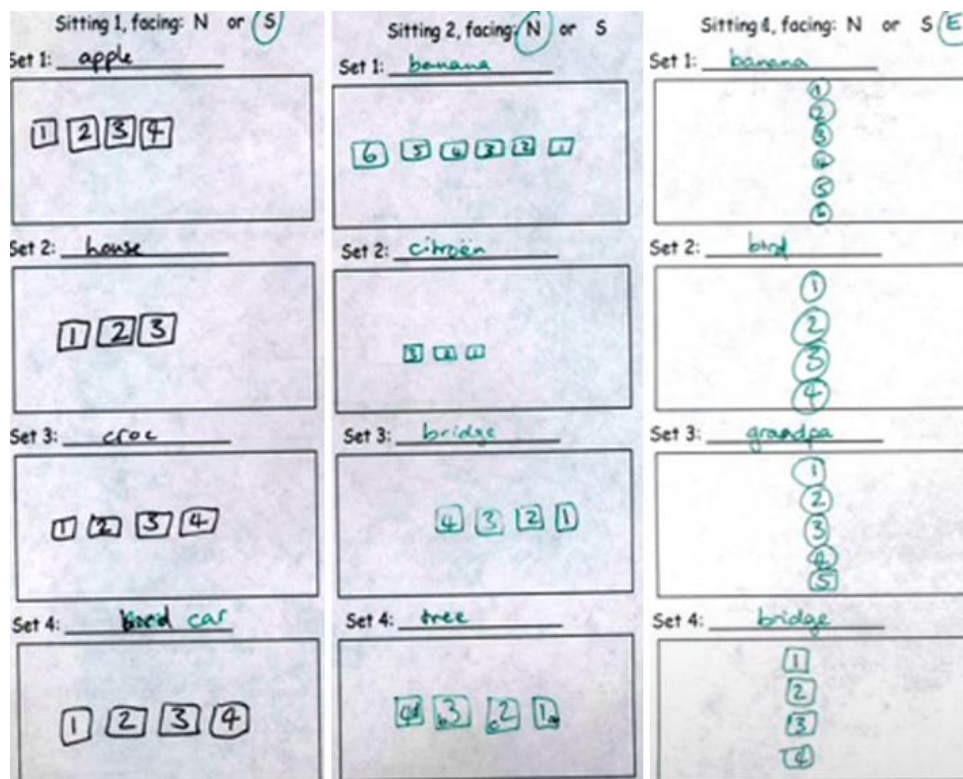 Sitting 1, facing: N or S
Set 1: apple
1 2 3 4
Set 2: house
1 2 3
Set 3: croc
1 2 3 4
Set 4: bird car
1 2 3 4
Sitting 2, facing: N or S
Set 1: banana
6 5 4 3 2 1
Set 2: citroën
3 2 1
Set 3: bridge
4 3 2 1
Set 4: tree
4d 3 2 1a
Sitting 4, facing: N or S E
Set 1: banana
1
2
3
4
5
6
Set 2: bird
1
2
3
4
Set 3: grandpa
1
2
3
4
5
Set 4: bridge
1
2
3
4